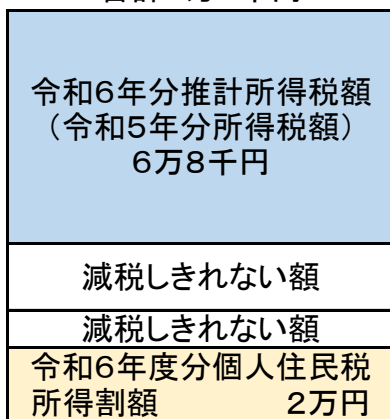 令和6年分推計所得税額
（令和5年分所得税額）
6万8千円
減税しきれない額
減税しきれない額
令和6年度分個人住民税
所得割額　　　2万円